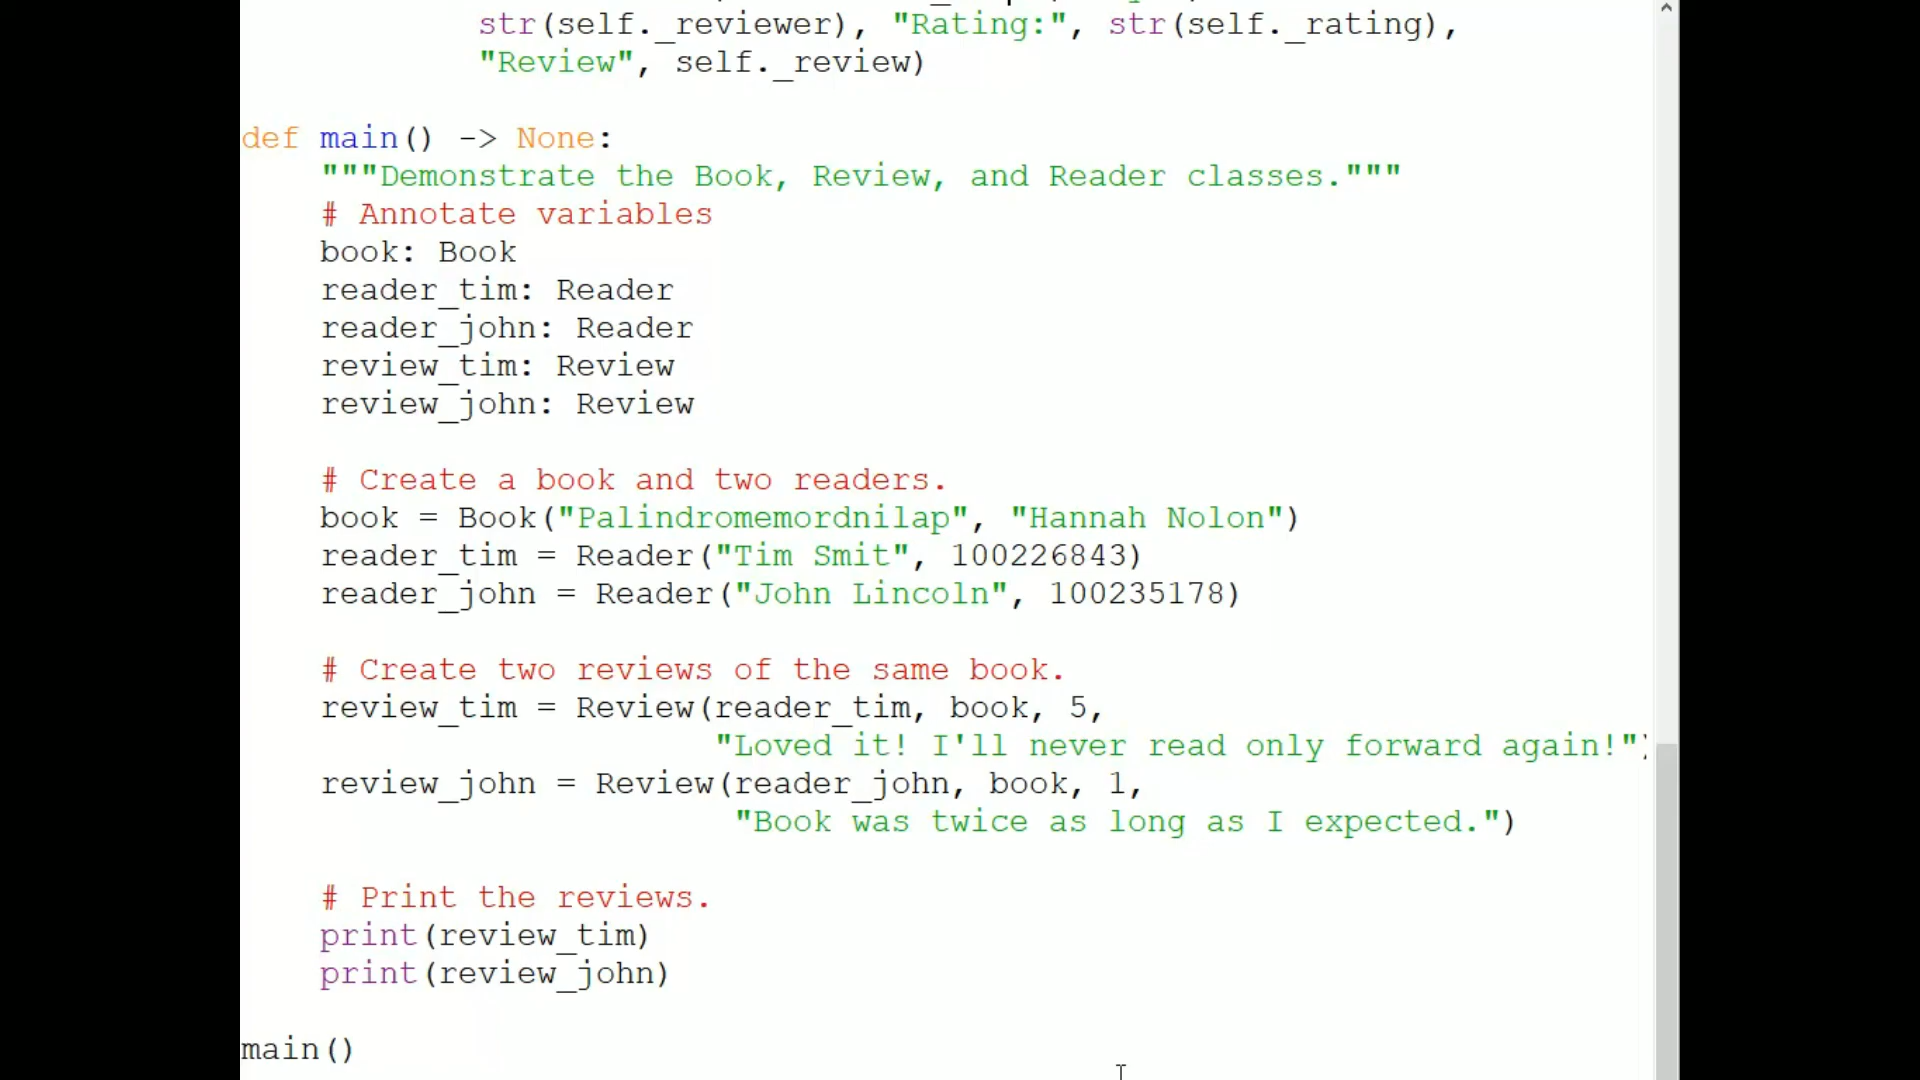 str(self._reviewer), "Rating:", str(self._rating),
"Review", self._review)
def main() -> None:
"""Demonstrate the Book, Review, and Reader classes."""
# Annotate variables
book: Book
reader_tim: Reader
reader_john: Reader
review_tim: Review
review_john: Review
# Create a book and two readers.
book = Book("Palindromemordnilap", "Hannah Nolon")
reader_tim = Reader("Tim Smit", 100226843)
reader_john = Reader("John Lincoln", 100235178)
# Create two reviews of the same book.
review_tim = Review(reader_tim, book, 5,
"Loved it! I'll never read only forward again!")
review_john = Review(reader_john, book, 1,
"Book was twice as long as I expected.")
# Print the reviews.
print(review_tim)
print(review_john)
main()